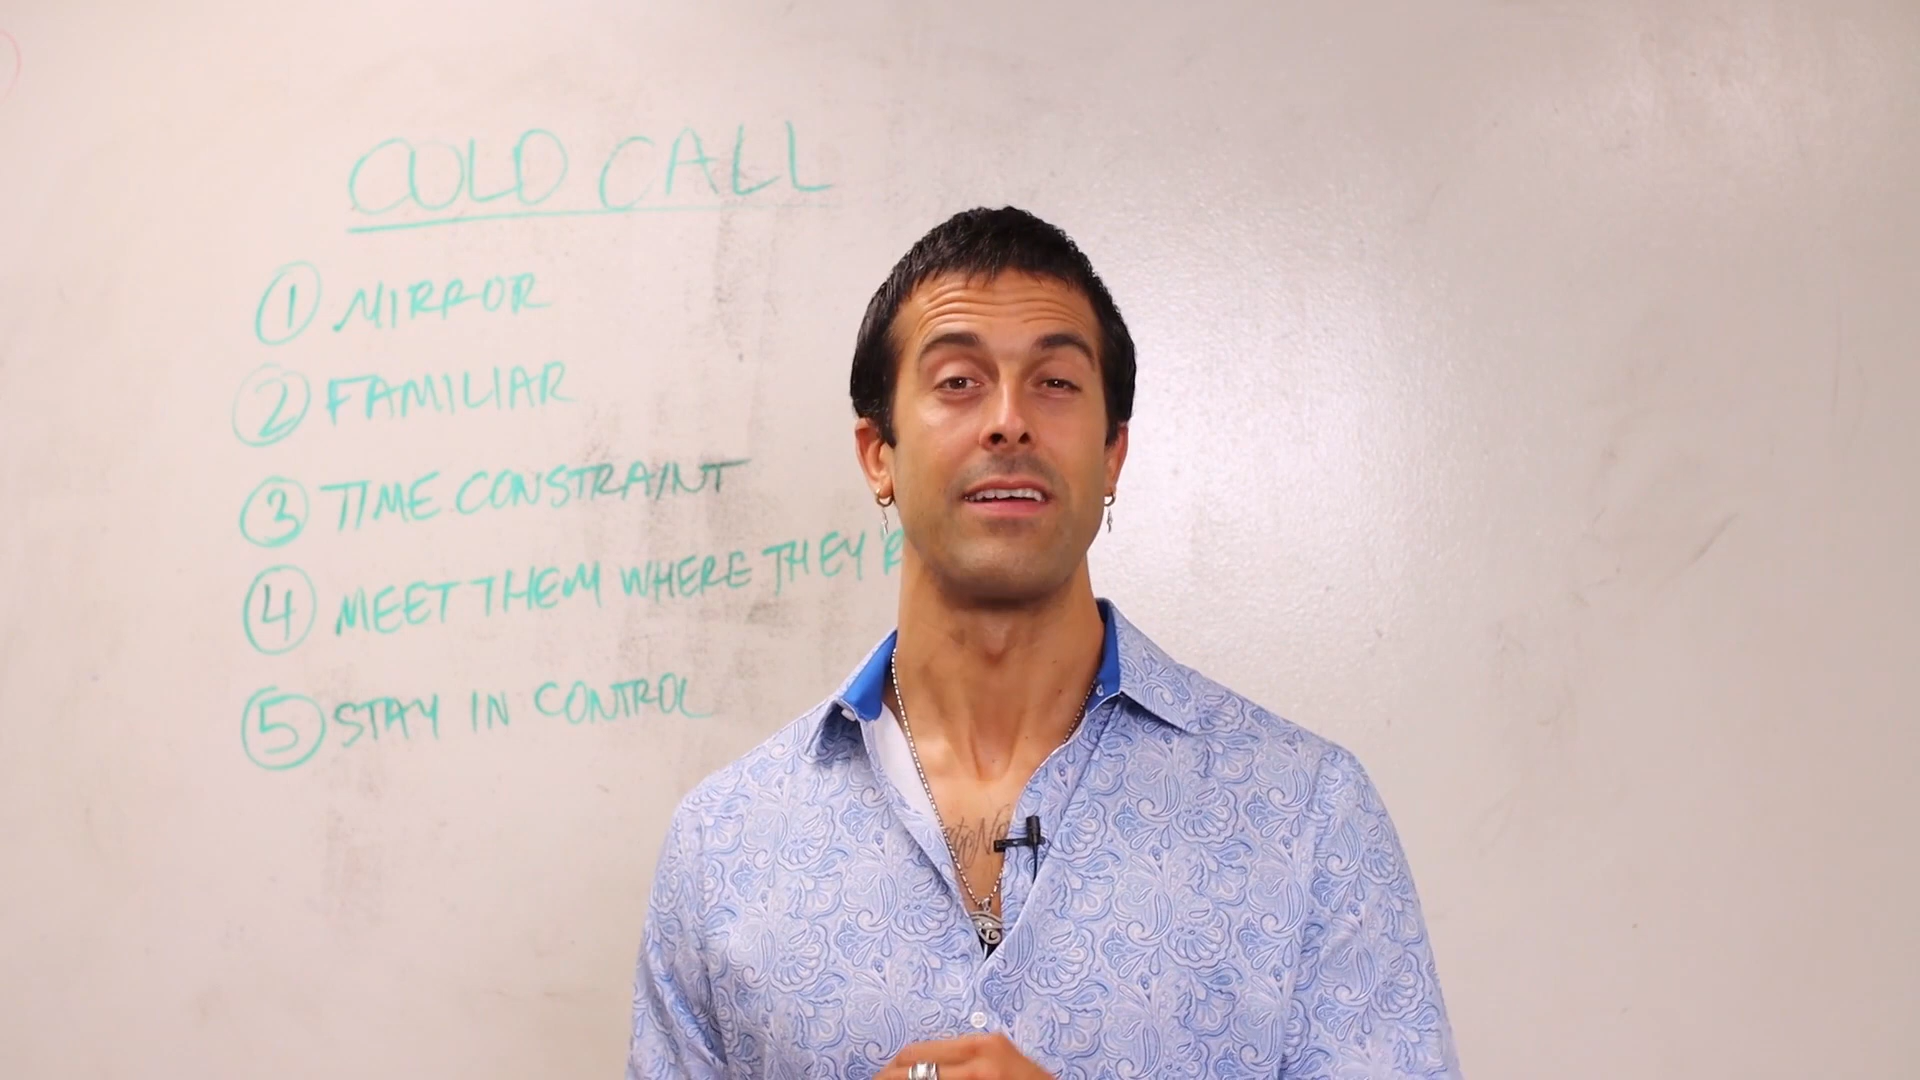 COLD CALL
1 MIRROR
2 FAMILIAR
3 TIME CONSTRAINT
4 MEET THEM WHERE THEY'R
5 STAY IN CONTROL